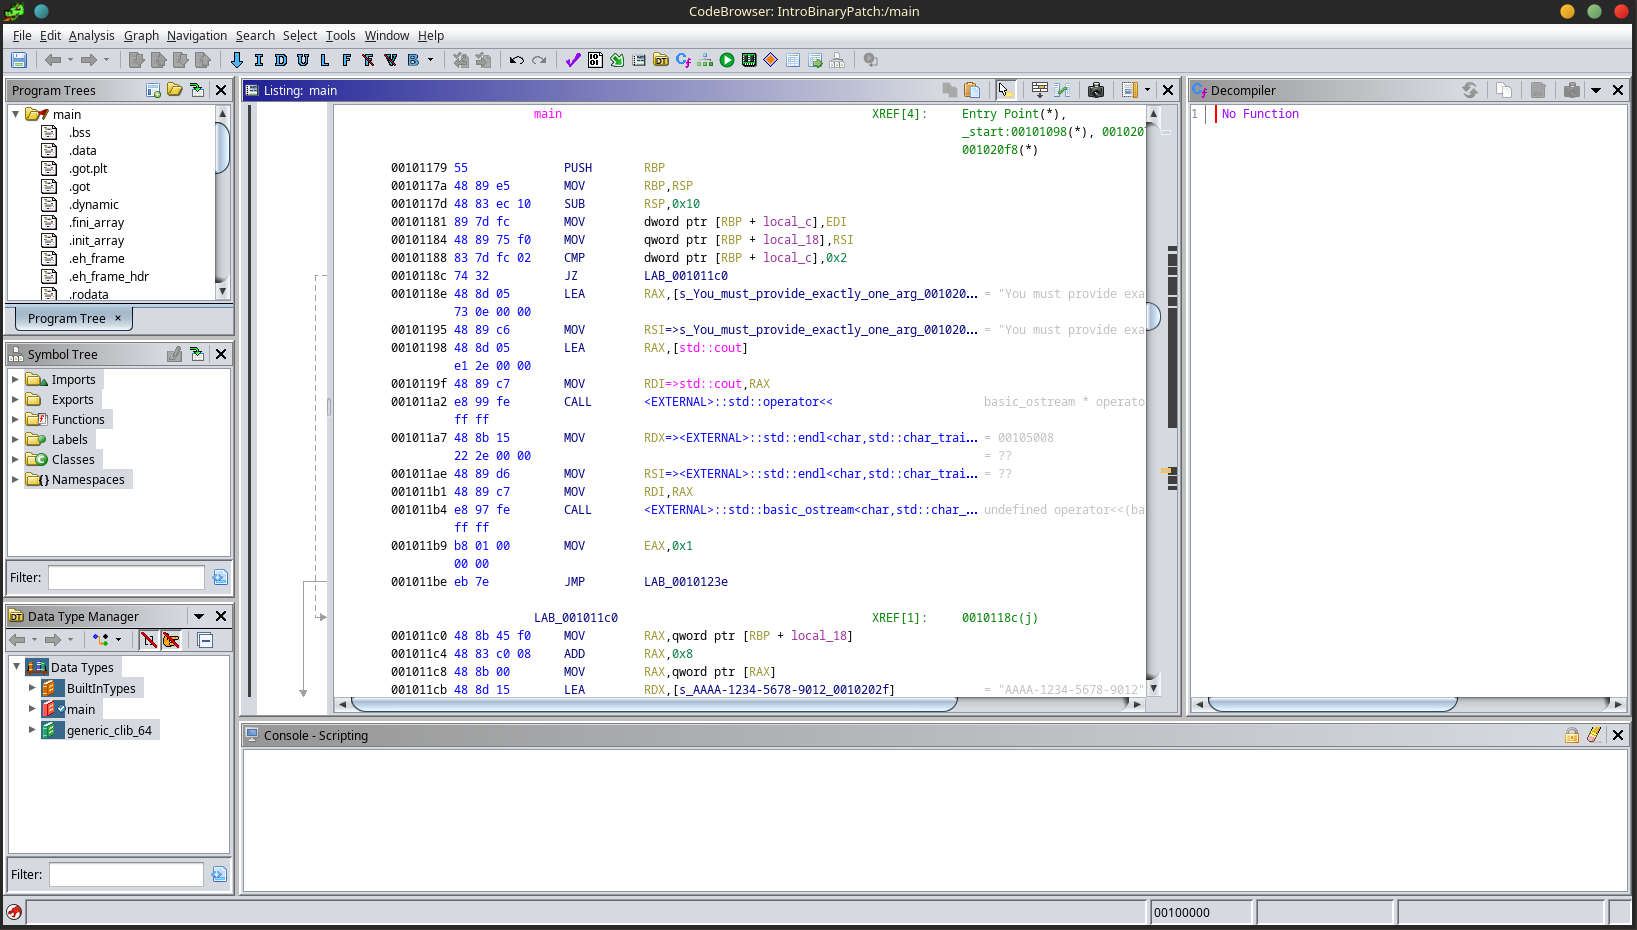 CodeBrowser: IntroBinaryPatch:/main
File Edit Analysis Graph Navigation Search Select Tools Window Help
I D U L F B
Program Trees
main
.bss
.data
.got.plt
.got
.dynamic
.fini_array
.init_array
.eh_frame
.eh_frame_hdr
.rodata
Program Tree ×
Symbol Tree
Imports
Exports
Functions
Labels
Classes
Namespaces
Filter:
Data Type Manager
Data Types
BuiltInTypes
main
generic_clib_64
Filter:
Listing: main
main XREF[4]: Entry Point(*),
_start:00101098(*), 001020
001020f8(*)
00101179 55 PUSH RBP
0010117a 48 89 e5 MOV RBP,RSP
0010117d 48 83 ec 10 SUB RSP,0x10
00101181 89 7d fc MOV dword ptr [RBP + local_c],EDI
00101184 48 89 75 f0 MOV qword ptr [RBP + local_18],RSI
00101188 83 7d fc 02 CMP dword ptr [RBP + local_c],0x2
0010118c 74 32 JZ LAB_001011c0
0010118e 48 8d 05 LEA RAX,[s_You_must_provide_exactly_one_arg_001020... = "You must provide exa
73 0e 00 00
00101195 48 89 c6 MOV RSI=>s_You_must_provide_exactly_one_arg_001020... = "You must provide exa
00101198 48 8d 05 LEA RAX,[std::cout]
e1 2e 00 00
0010119f 48 89 c7 MOV RDI=>std::cout,RAX
001011a2 e8 99 fe CALL <EXTERNAL>::std::operator<< basic_ostream * operato
ff ff
001011a7 48 8b 15 MOV RDX=><EXTERNAL>::std::endl<char,std::char_trai... = 00105008
22 2e 00 00 = ??
001011ae 48 89 d6 MOV RSI=><EXTERNAL>::std::endl<char,std::char_trai... = ??
001011b1 48 89 c7 MOV RDI,RAX
001011b4 e8 97 fe CALL <EXTERNAL>::std::basic_ostream<char,std::char_... undefined operator<<(ba
ff ff
001011b9 b8 01 00 MOV EAX,0x1
00 00
001011be eb 7e JMP LAB_0010123e
LAB_001011c0 XREF[1]: 0010118c(j)
001011c0 48 8b 45 f0 MOV RAX,qword ptr [RBP + local_18]
001011c4 48 83 c0 08 ADD RAX,0x8
001011c8 48 8b 00 MOV RAX,qword ptr [RAX]
001011cb 48 8d 15 LEA RDX,[s_AAAA-1234-5678-9012_0010202f] = "AAAA-1234-5678-9012"
Decompiler
1 No Function
Console - Scripting
00100000